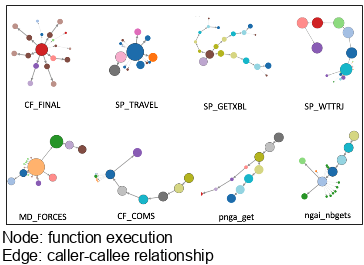 CF_FINAL SP_TRAVEL SP_GETXBL SP_WTTRJ
MD_FORCES CF_COMS pnga_get ngai_nbgets
Node: function execution
Edge: caller-callee relationship